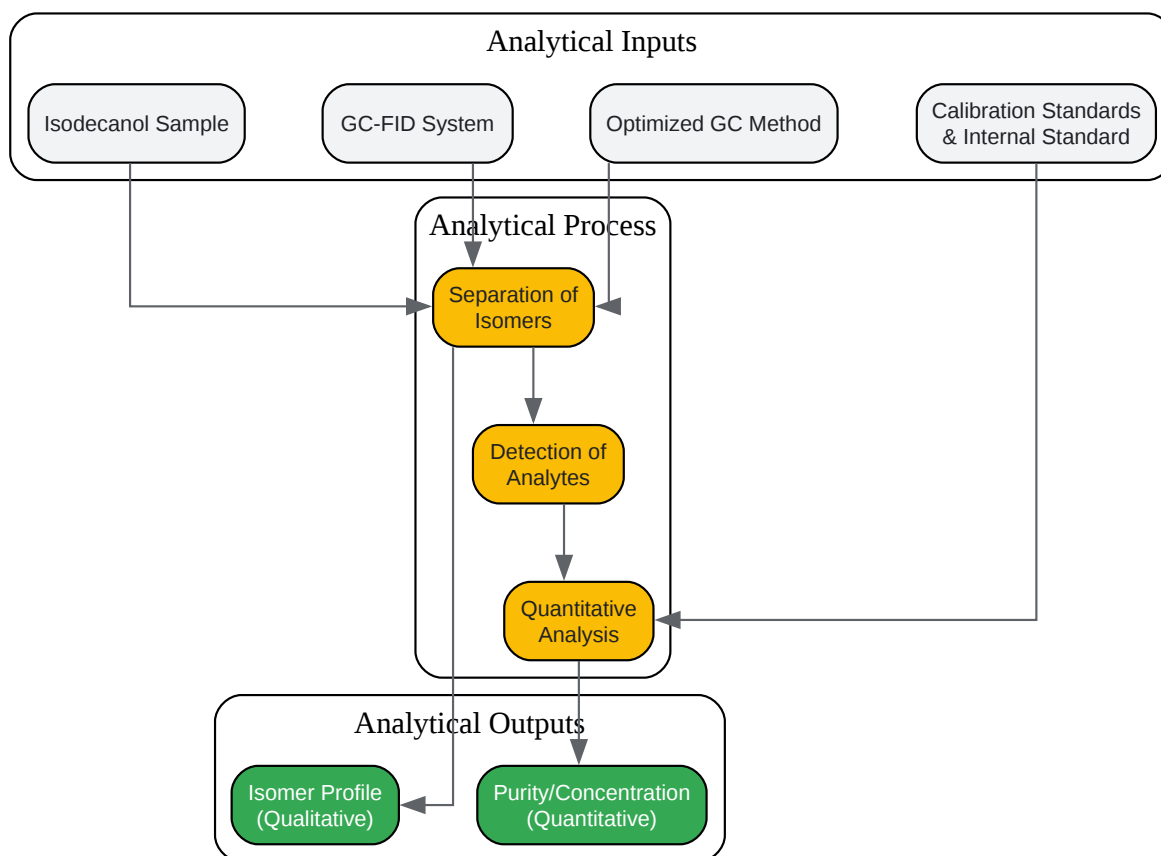 Analytical Inputs
Isodecanol Sample
GC-FID System
Optimized GC Method
Calibration Standards
& Internal Standard
Analytical Process
Separation of
Isomers
Detection of
Analytes
Quantitative
Analysis
Analytical Outputs
Isomer Profile
(Qualitative)
Purity/Concentration
(Quantitative)